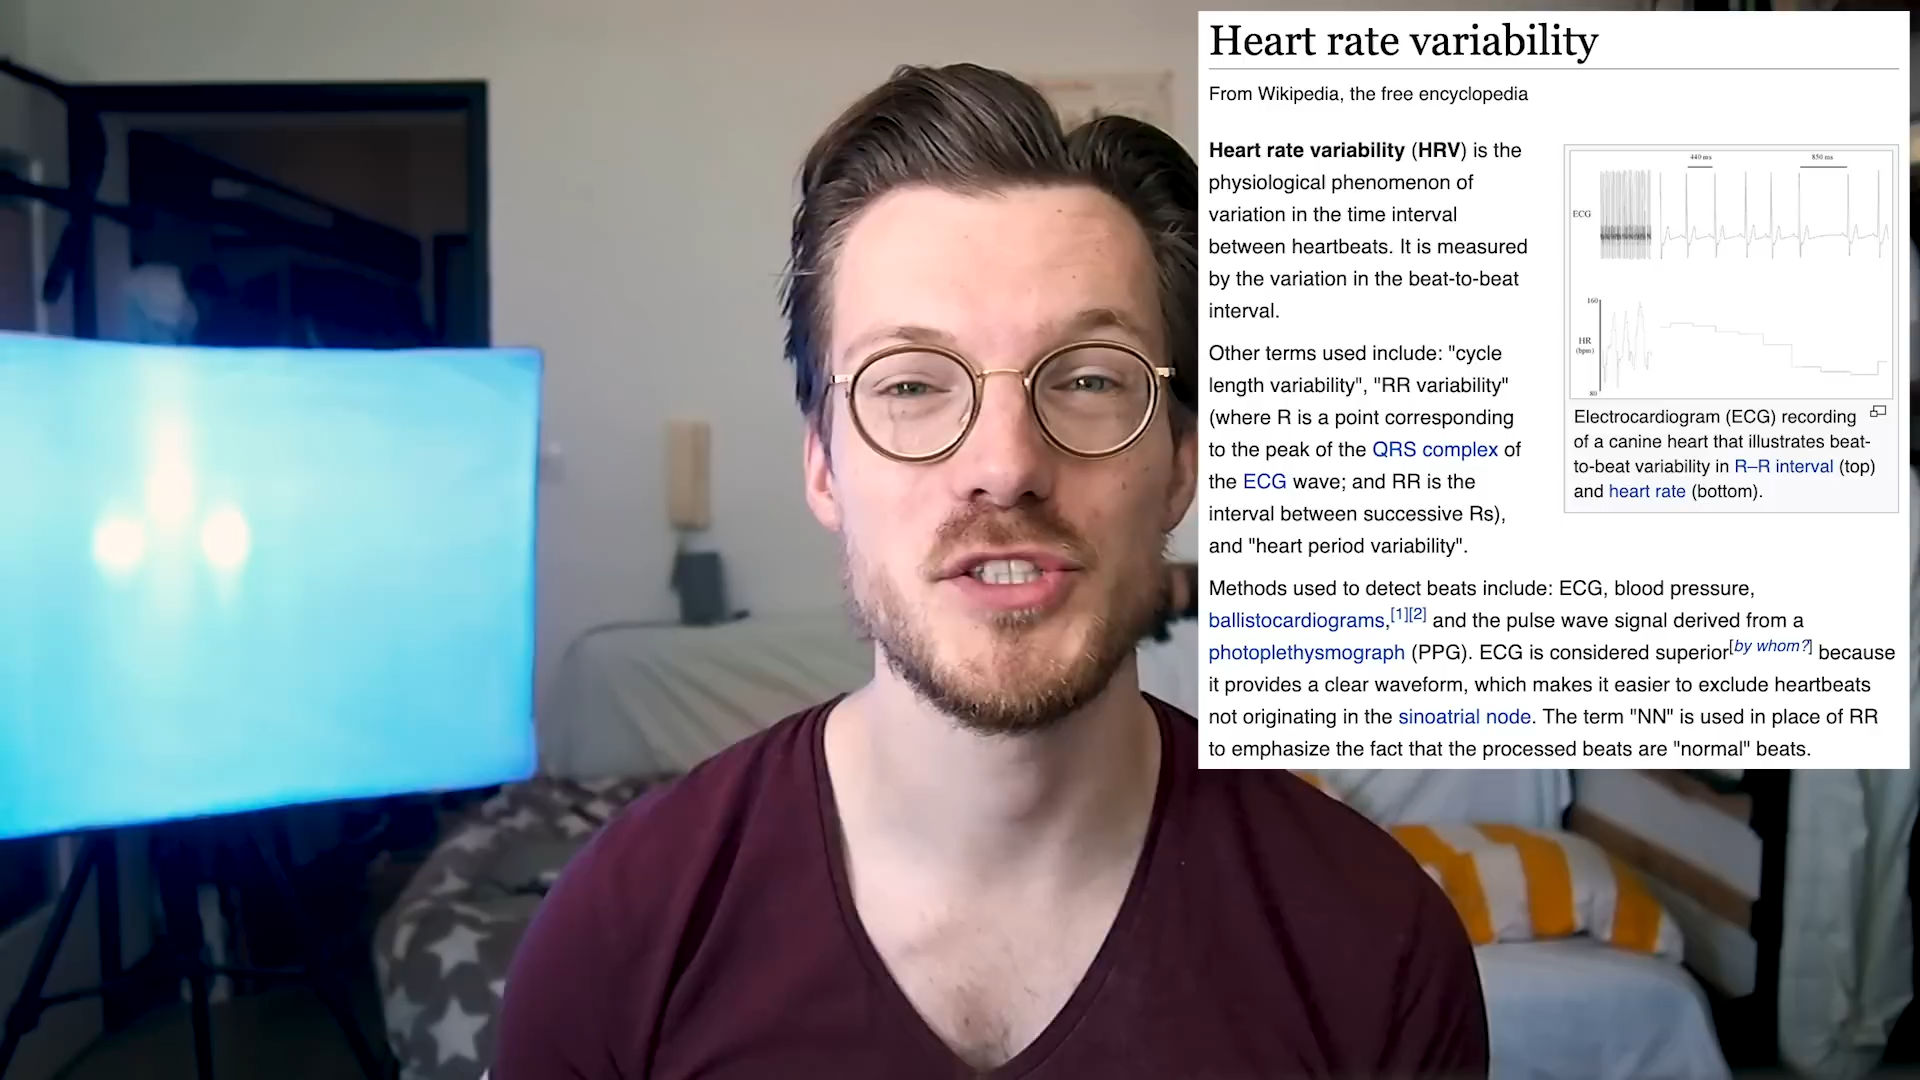 Heart rate variability
From Wikipedia, the free encyclopedia
Heart rate variability (HRV) is the
physiological phenomenon of
variation in the time interval
between heartbeats. It is measured
by the variation in the beat-to-beat
interval.
Other terms used include: "cycle
length variability", "RR variability"
(where R is a point corresponding
to the peak of the QRS complex of
the ECG wave; and RR is the
interval between successive Rs),
and "heart period variability".
440 ms 850 ms
ECG
160
HR
(bpm)
80
Electrocardiogram (ECG) recording
of a canine heart that illustrates beat-
to-beat variability in R–R interval (top)
and heart rate (bottom).
Methods used to detect beats include: ECG, blood pressure,
ballistocardiograms,[1][2] and the pulse wave signal derived from a
photoplethysmograph (PPG). ECG is considered superior[by whom?] because
it provides a clear waveform, which makes it easier to exclude heartbeats
not originating in the sinoatrial node. The term "NN" is used in place of RR
to emphasize the fact that the processed beats are "normal" beats.